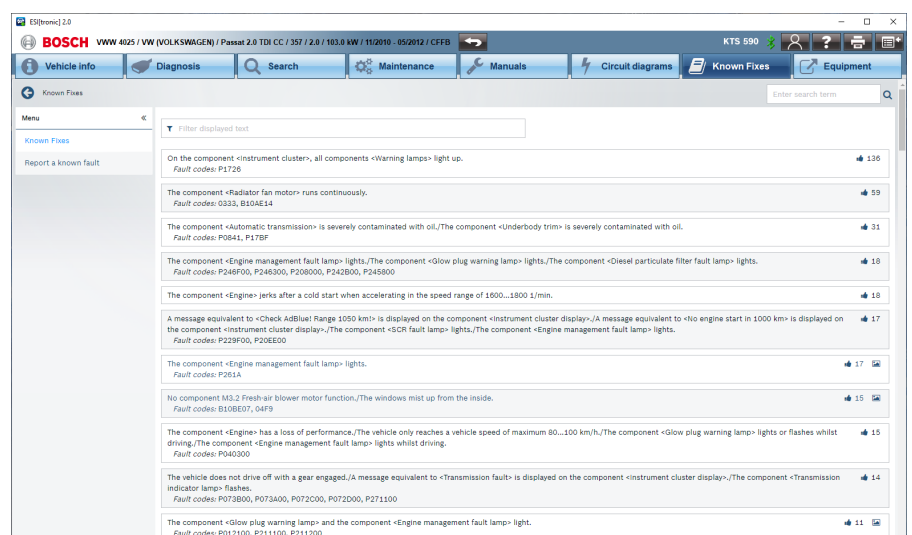 ESI[tronic] 2.0
BOSCH VWW 4025 / VW (VOLKSWAGEN) / Passat 2.0 TDI CC / 357 / 2.0 / 103.0 kW / 11/2010 - 05/2012 / CFFB KTS 590
Vehicle info Diagnosis Search Maintenance Manuals Circuit diagrams Known Fixes Equipment
Known Fixes Enter search term
Menu «
Filter displayed text
Known Fixes
Report a known fault
On the component <Instrument cluster>, all components <Warning lamps> light up. 136
Fault codes: P1726
The component <Radiator fan motor> runs continuously. 59
Fault codes: 0333, B10AE14
The component <Automatic transmission> is severely contaminated with oil./The component <Underbody trim> is severely contaminated with oil. 31
Fault codes: P0841, P17BF
The component <Engine management fault lamp> lights./The component <Glow plug warning lamp> lights./The component <Diesel particulate filter fault lamp> lights. 18
Fault codes: P246F00, P246300, P208000, P242B00, P245800
The component <Engine> jerks after a cold start when accelerating in the speed range of 1600...1800 1/min. 18
A message equivalent to <Check AdBlue! Range 1050 km!> is displayed on the component <Instrument cluster display>./A message equivalent to <No engine start in 1000 km> is displayed on 17
the component <Instrument cluster display>./The component <SCR fault lamp> lights./The component <Engine management fault lamp> lights.
Fault codes: P229F00, P20EE00
The component <Engine management fault lamp> lights. 17
Fault codes: P261A
No component M3.2 Fresh-air blower motor function./The windows mist up from the inside. 15
Fault codes: B10BE07, 04F9
The component <Engine> has a loss of performance./The vehicle only reaches a vehicle speed of maximum 80...100 km/h./The component <Glow plug warning lamp> lights or flashes whilst 15
driving./The component <Engine management fault lamp> lights whilst driving.
Fault codes: P040300
The vehicle does not drive off with a gear engaged./A message equivalent to <Transmission fault> is displayed on the component <Instrument cluster display>./The component <Transmission 14
indicator lamp> flashes.
Fault codes: P073B00, P073A00, P072C00, P072D00, P271100
The component <Glow plug warning lamp> and the component <Engine management fault lamp> light. 11
Fault codes: P012100, P211100, P211200